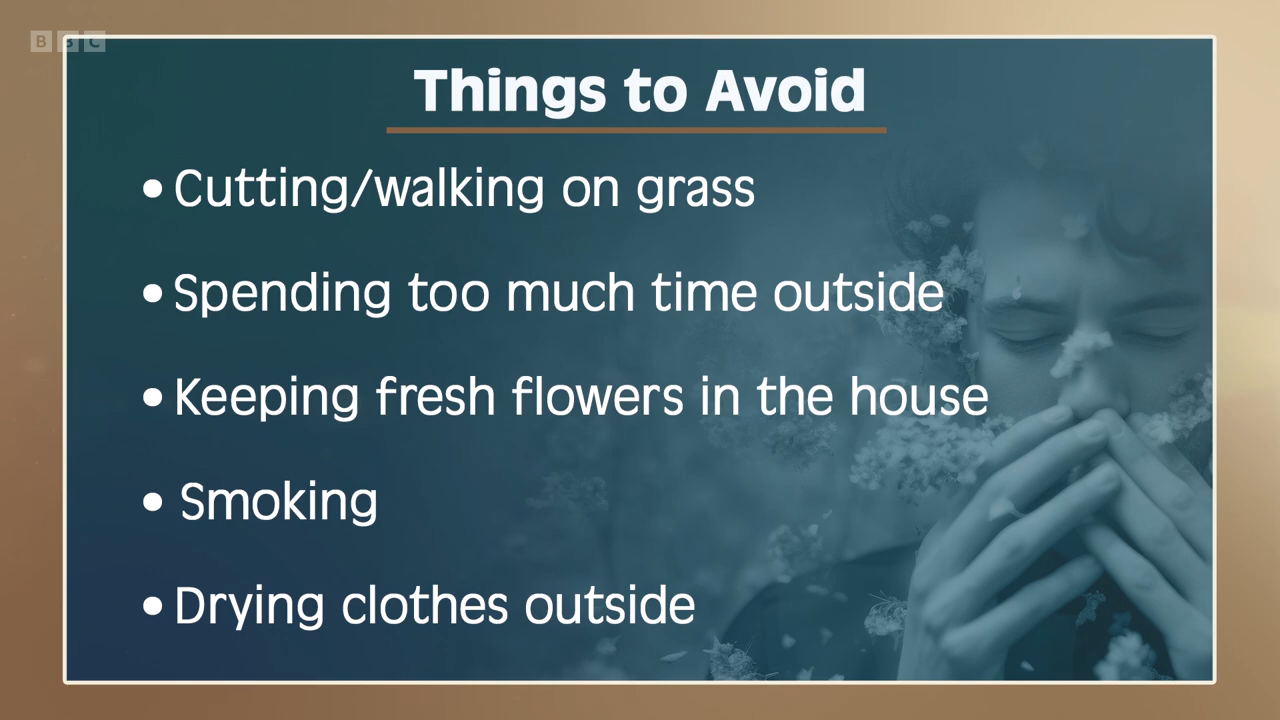 BBC
Things to Avoid
• Cutting/walking on grass
• Spending too much time outside
• Keeping fresh flowers in the house
• Smoking
• Drying clothes outside